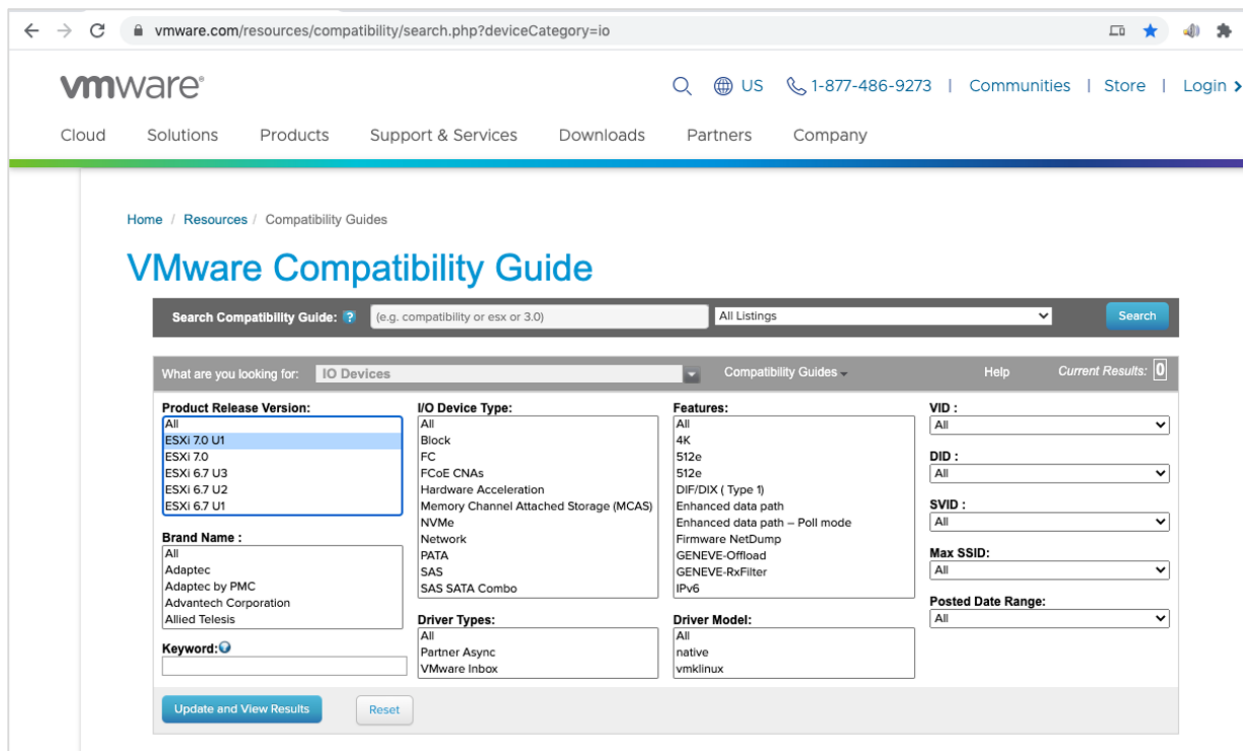 vmware.com/resources/compatibility/search.php?deviceCategory=io
vmware®
US 1-877-486-9273 | Communities | Store | Login >
Cloud Solutions Products Support & Services Downloads Partners Company
Home / Resources / Compatibility Guides
VMware Compatibility Guide
Search Compatibility Guide: ? (e.g. compatibility or esx or 3.0) All Listings Search
What are you looking for: IO Devices Compatibility Guides Help Current Results: 0
Product Release Version:
All
ESXi 7.0 U1
ESXi 7.0
ESXi 6.7 U3
ESXi 6.7 U2
ESXi 6.7 U1
Brand Name :
All
Adaptec
Adaptec by PMC
Advantech Corporation
Allied Telesis
Keyword:
I/O Device Type:
All
Block
FC
FCoE CNAs
Hardware Acceleration
Memory Channel Attached Storage (MCAS)
NVMe
Network
PATA
SAS
SAS SATA Combo
Driver Types:
All
Partner Async
VMware Inbox
Features:
All
4K
512e
512e
DIF/DIX ( Type 1)
Enhanced data path
Enhanced data path – Poll mode
Firmware NetDump
GENEVE-Offload
GENEVE-RxFilter
IPv6
Driver Model:
All
native
vmklinux
VID :
All
DID :
All
SVID :
All
Max SSID:
All
Posted Date Range:
All
Update and View Results Reset